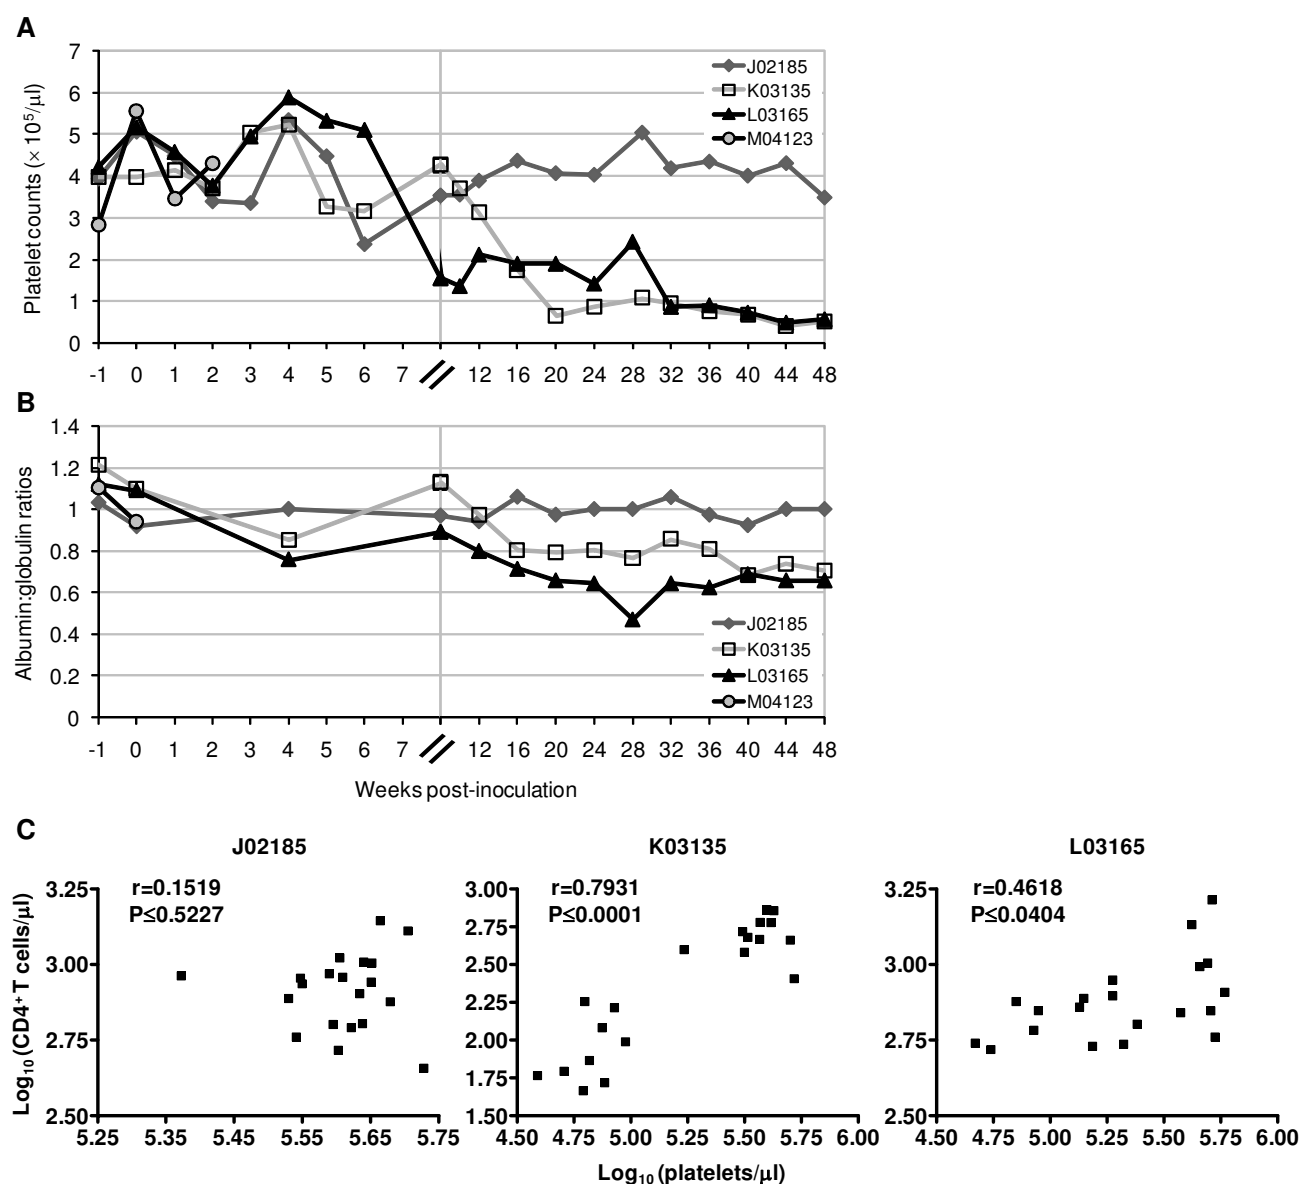 A
Platelet counts (× 10⁵/µl)
7
6
5
4
3
2
1
0
J02185
K03135
L03165
M04123
-1 0 1 2 3 4 5 6 7 12 16 20 24 28 32 36 40 44 48
B
Albumin:globulin ratios
1.4
1.2
1
0.8
0.6
0.4
0.2
0
J02185
K03135
L03165
M04123
-1 0 1 2 3 4 5 6 7 12 16 20 24 28 32 36 40 44 48
Weeks post-inoculation
C
Log₁₀ (CD4⁺ T cells/µl)
J02185
r=0.1519
P≤0.5227
3.25
3.00
2.75
2.50
5.25 5.35 5.45 5.55 5.65 5.75
K03135
r=0.7931
P≤0.0001
3.00
2.75
2.50
2.25
2.00
1.75
1.50
4.50 4.75 5.00 5.25 5.50 5.75 6.00
L03165
r=0.4618
P≤0.0404
3.25
3.00
2.75
2.50
4.50 4.75 5.00 5.25 5.50 5.75 6.00
Log₁₀ (platelets/µl)